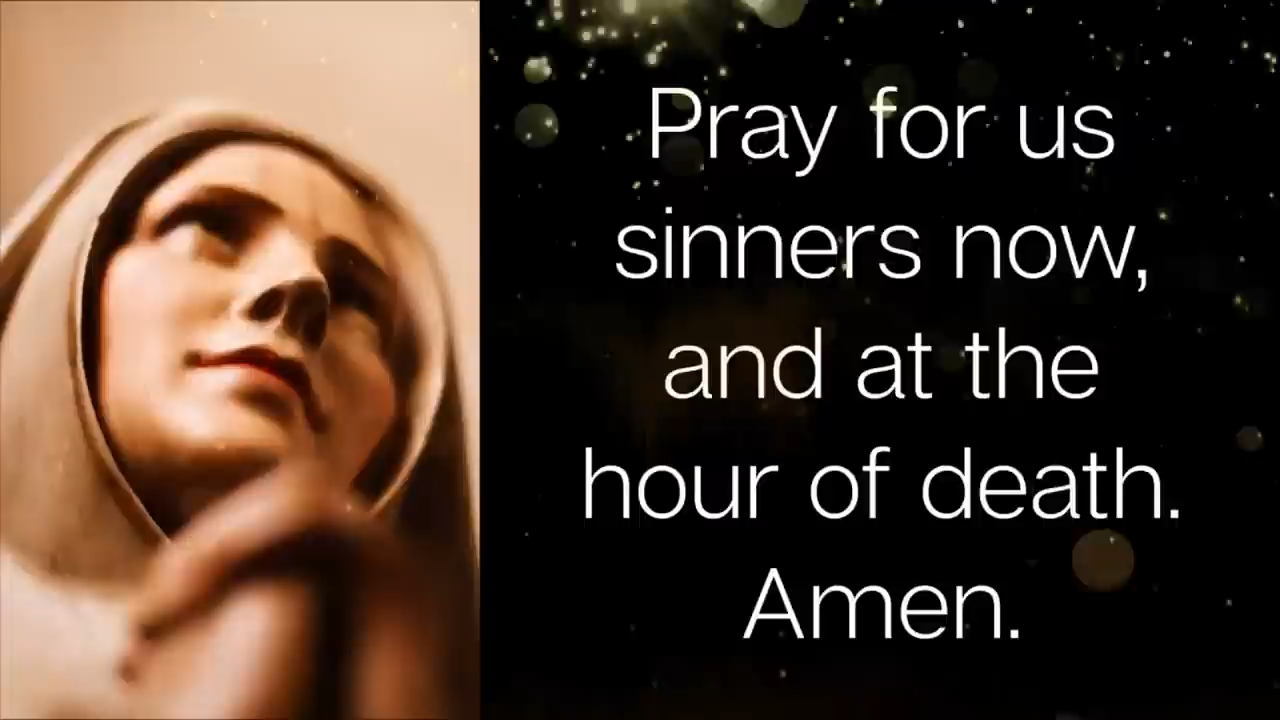 Pray for us
sinners now,
and at the
hour of death.
Amen.